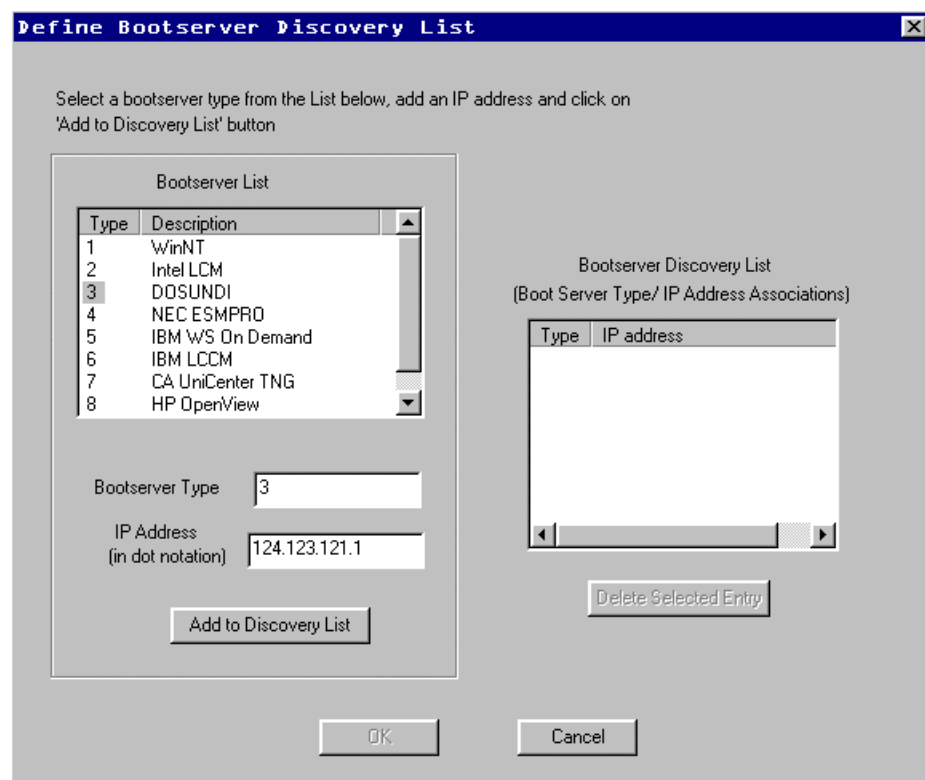 Define Bootserver Discovery List
Select a bootserver type from the List below, add an IP address and click on
'Add to Discovery List' button
Bootserver List
Type Description
1 WinNT
2 Intel LCM
3 DOSUNDI
4 NEC ESMPRO
5 IBM WS On Demand
6 IBM LCCM
7 CA UniCenter TNG
8 HP OpenView
Bootserver Type 3
IP Address
(in dot notation) 124.123.121.1
Add to Discovery List
Bootserver Discovery List
(Boot Server Type/ IP Address Associations)
Type IP address
Delete Selected Entry
OK Cancel